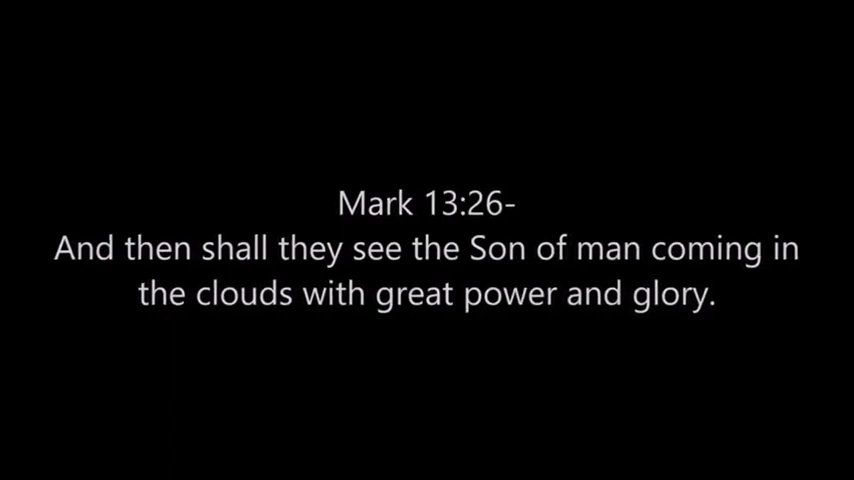 Mark 13:26-
And then shall they see the Son of man coming in
the clouds with great power and glory.